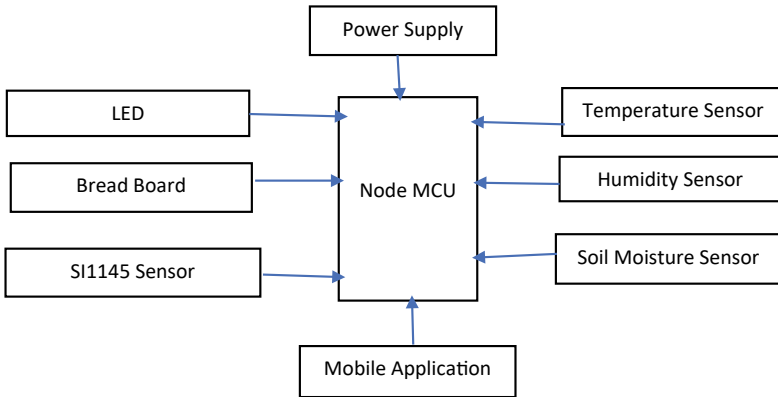 Power Supply
LED
Temperature Sensor
Bread Board
Node MCU
Humidity Sensor
SI1145 Sensor
Soil Moisture Sensor
Mobile Application